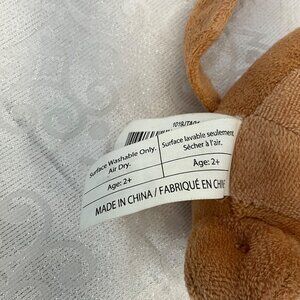 Surface Washable Only.
Air Dry.
Age: 2+
Surface lavable seulement.
Sécher à l'air.
Age: 2+
MADE IN CHINA / FABRIQUÉ EN CHINE